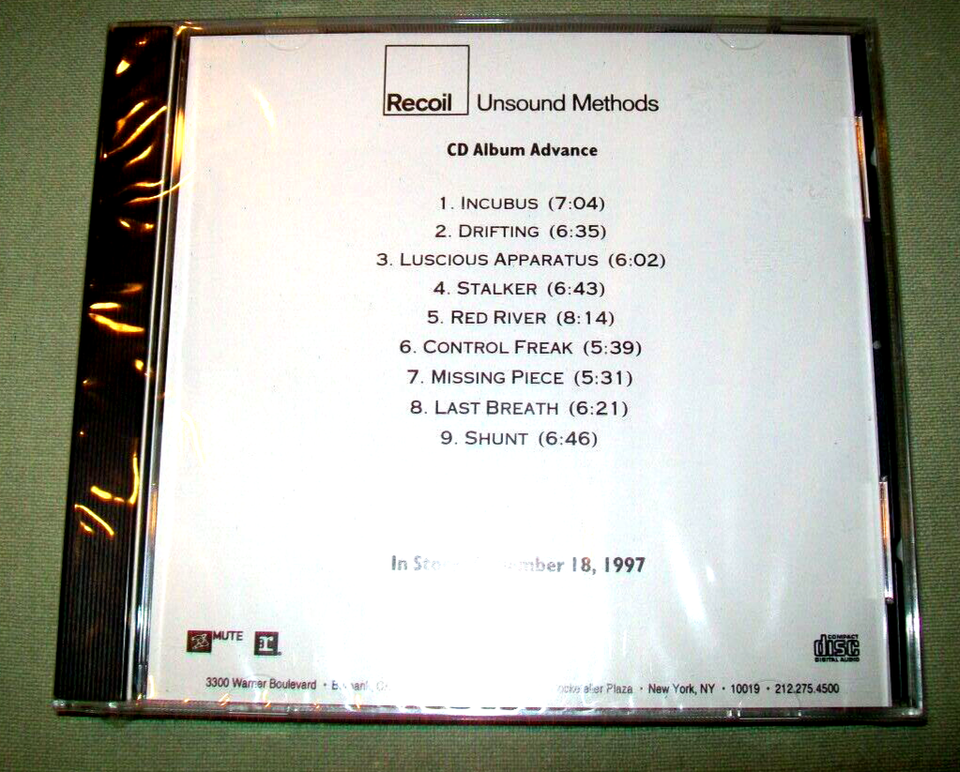 Recoil Unsound Methods
CD Album Advance
1. INCUBUS (7:04)
2. DRIFTING (6:35)
3. LUSCIOUS APPARATUS (6:02)
4. STALKER (6:43)
5. RED RIVER (8:14)
6. CONTROL FREAK (5:39)
7. MISSING PIECE (5:31)
8. LAST BREATH (6:21)
9. SHUNT (6:46)
In 18, 1997
MUTE r
COMPACT
disc
DIGITAL AUDIO
3300 Warner Boulevard • Plaza • New York, NY • 10019 • 212.275.4500